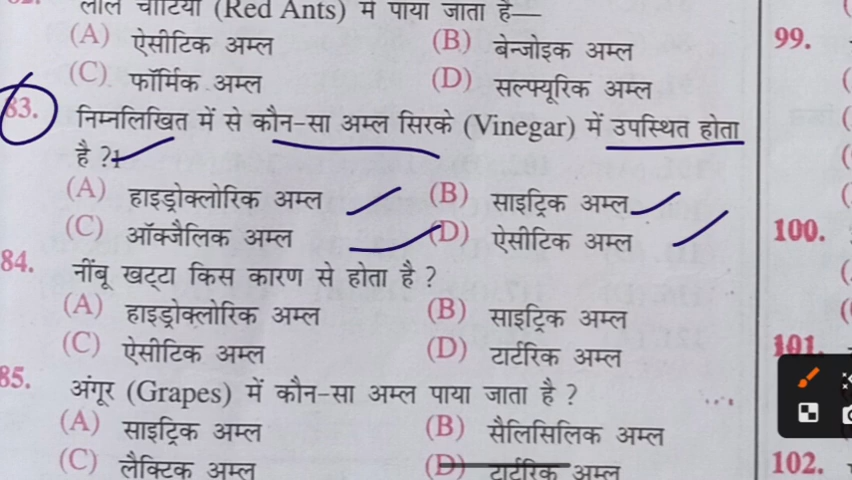 लाल चींटियों (Red Ants) में पाया जाता है—
(A) ऐसीटिक अम्ल (B) बेन्जोइक अम्ल
(C) फॉर्मिक अम्ल (D) सल्फ्यूरिक अम्ल
83. निम्नलिखित में से कौन-सा अम्ल सिरके (Vinegar) में उपस्थित होता
है ?
(A) हाइड्रोक्लोरिक अम्ल (B) साइट्रिक अम्ल
(C) ऑक्जैलिक अम्ल (D) ऐसीटिक अम्ल
84. नींबू खट्टा किस कारण से होता है ?
(A) हाइड्रोक्लोरिक अम्ल (B) साइट्रिक अम्ल
(C) ऐसीटिक अम्ल (D) टार्टरिक अम्ल
85. अंगूर (Grapes) में कौन-सा अम्ल पाया जाता है ?
(A) साइट्रिक अम्ल (B) सैलिसिलिक अम्ल
(C) लैक्टिक अम्ल (D) टार्टरिक अम्ल
99.
100.
101.
102.